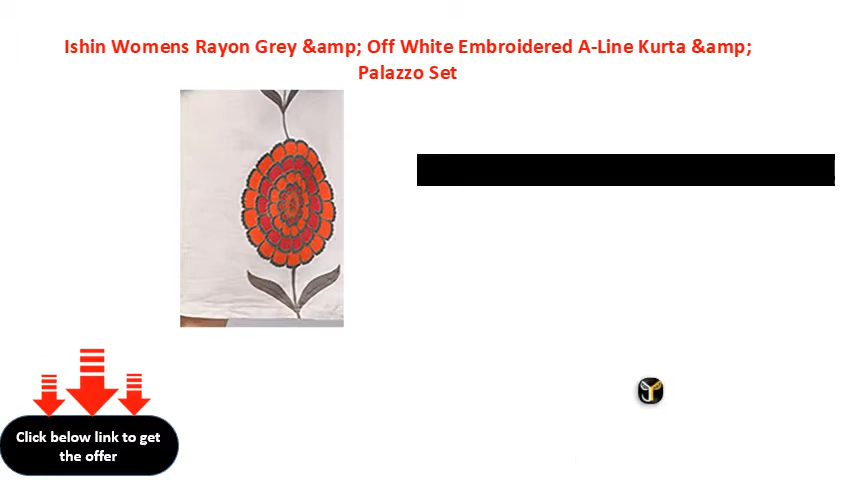 Ishin Womens Rayon Grey &amp; Off White Embroidered A-Line Kurta &amp;
Palazzo Set
Click below link to get
the offer